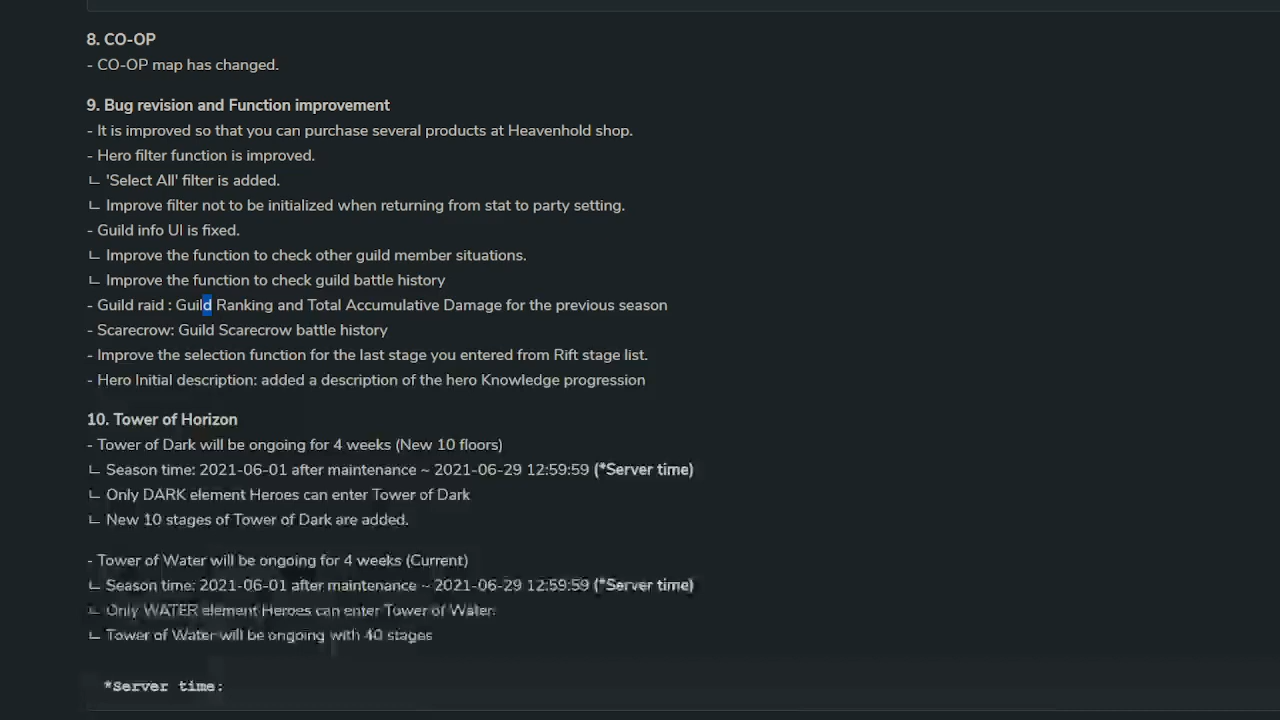 8. CO-OP
- CO-OP map has changed.
9. Bug revision and Function improvement
- It is improved so that you can purchase several products at Heavenhold shop.
- Hero filter function is improved.
ㄴ 'Select All' filter is added.
ㄴ Improve filter not to be initialized when returning from stat to party setting.
- Guild info UI is fixed.
ㄴ Improve the function to check other guild member situations.
ㄴ Improve the function to check guild battle history
- Guild raid : Guild Ranking and Total Accumulative Damage for the previous season
- Scarecrow: Guild Scarecrow battle history
- Improve the selection function for the last stage you entered from Rift stage list.
- Hero Initial description: added a description of the hero Knowledge progression
10. Tower of Horizon
- Tower of Dark will be ongoing for 4 weeks (New 10 floors)
ㄴ Season time: 2021-06-01 after maintenance ~ 2021-06-29 12:59:59 (*Server time)
ㄴ Only DARK element Heroes can enter Tower of Dark
ㄴ New 10 stages of Tower of Dark are added.
- Tower of Water will be ongoing for 4 weeks (Current)
ㄴ Season time: 2021-06-01 after maintenance ~ 2021-06-29 12:59:59 (*Server time)
ㄴ Only WATER element Heroes can enter Tower of Water.
ㄴ Tower of Water will be ongoing with 40 stages
*Server time: